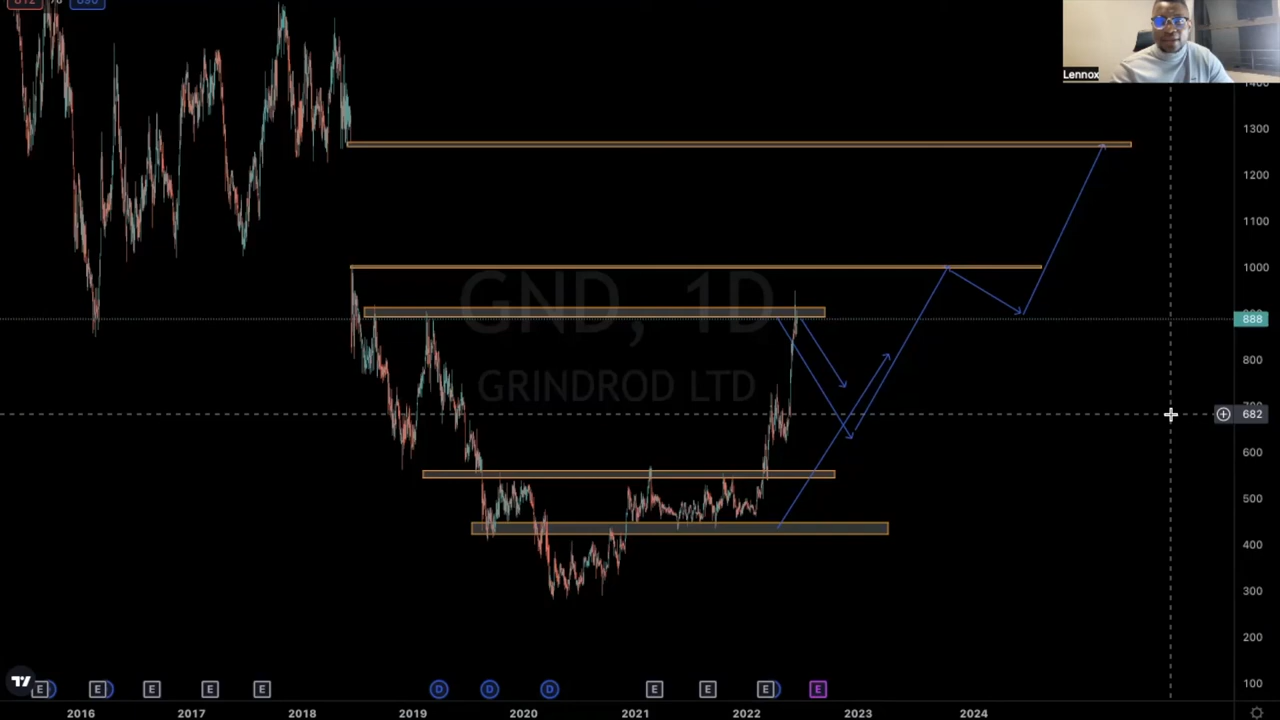 Lennox
1300
1200
1000
GND, 1D
888
800
GRINDROD LTD
682
600
500
400
300
200
100
E E E E E D D D E E E E
2016 2017 2018 2019 2020 2021 2022 2023 2024